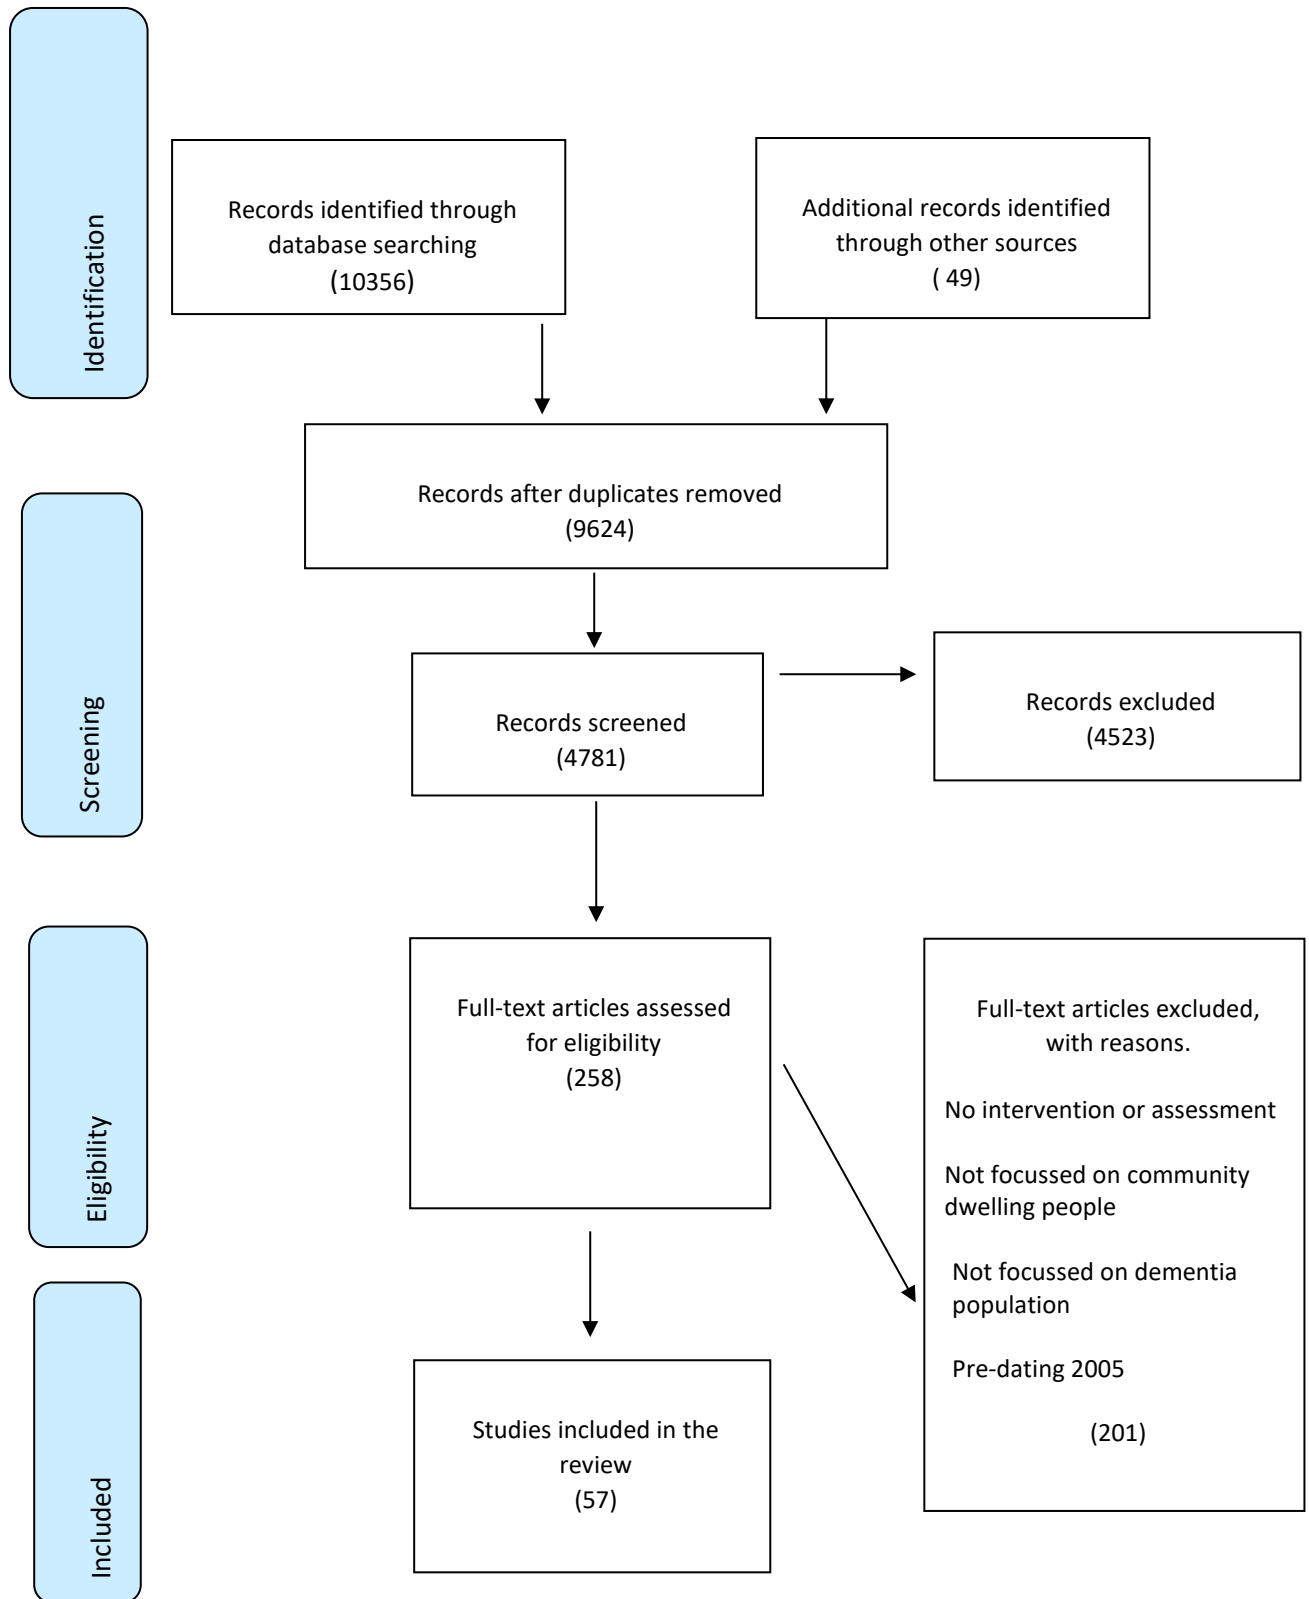 Identification
Records identified through
database searching
(10356)
Additional records identified
through other sources
( 49)
Records after duplicates removed
(9624)
Screening
Records screened
(4781)
Records excluded
(4523)
Eligibility
Full-text articles assessed
for eligibility
(258)
Full-text articles excluded,
with reasons.
No intervention or assessment
Not focussed on community
dwelling people
Not focussed on dementia
population
Pre-dating 2005
(201)
Included
Studies included in the
review
(57)